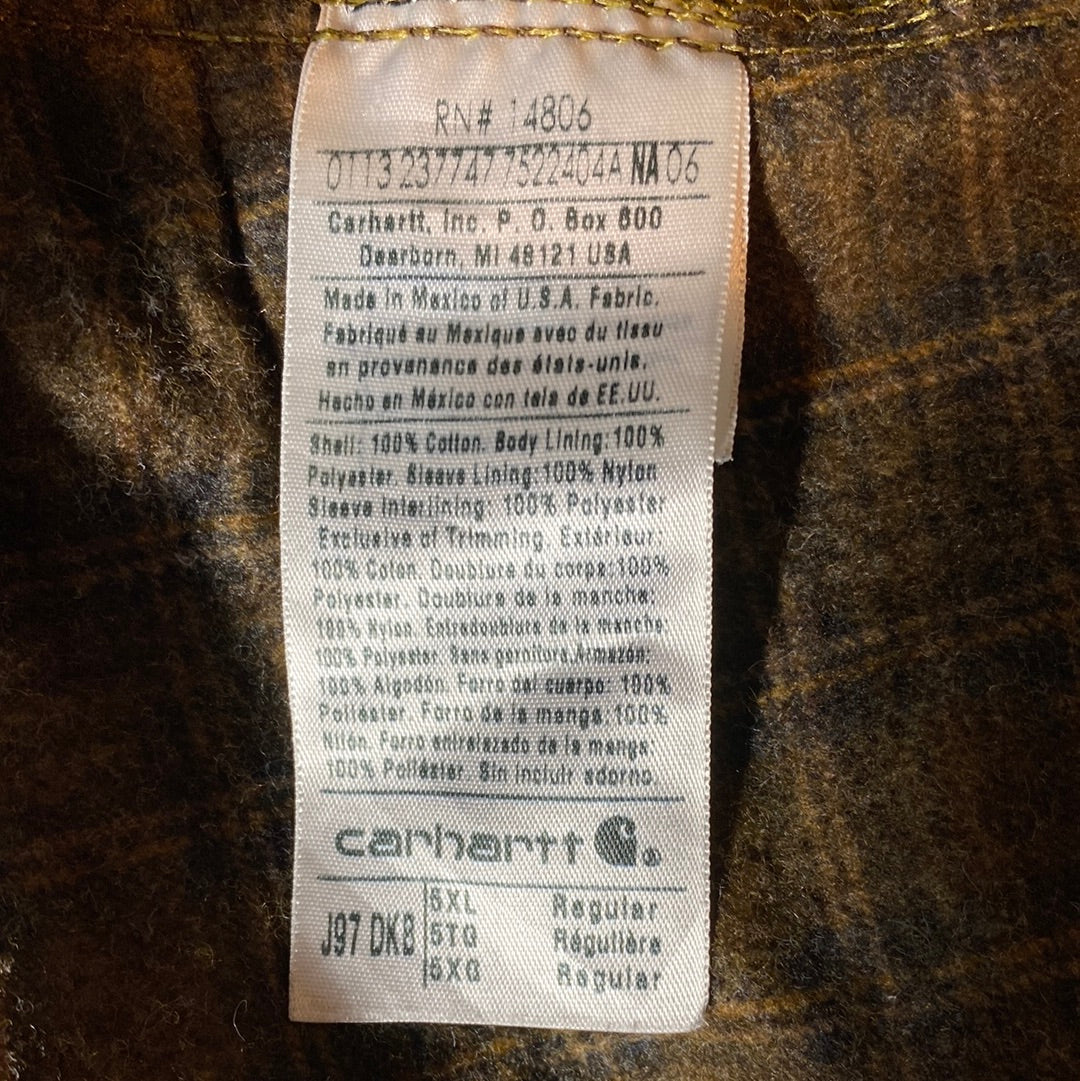 RN# 14806
0113 237747 7522404A NA 06
Carhartt, Inc. P. O. Box 600
Dearborn, MI 48121 USA
Made in Mexico of U.S.A. Fabric.
Fabriqué au Mexique avec du tissu
en provenance des états-unis.
Hecho en México con tela de EE.UU.
Shell: 100% Cotton. Body Lining: 100%
Polyester. Sleeve Lining: 100% Nylon
Sleeve Interlining: 100% Polyester
Exclusive of Trimming. Extérieur:
100% Coton. Doublure du corps: 100%
Polyester. Doublure de la manche:
100% Nylon. Entredoublure de la manche
100% Polyester. Sans garniture. Armazón:
100% Algodón. Forro del cuerpo: 100%
Poliéster. Forro de la manga: 100%
Nilón. Forro entrelazado de la manga:
100% Poliéster. Sin incluir adorno.
carhartt
J97 DKB
5XL Regular
5TG Régulière
5XG Regular